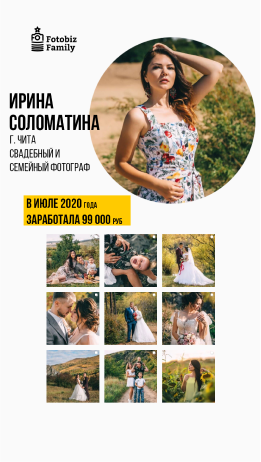 Fotobiz
Family
ИРИНА
СОЛОМАТИНА
Г. ЧИТА
СВАДЕБНЫЙ И
СЕМЕЙНЫЙ ФОТОГРАФ
В ИЮЛЕ 2020 ГОДА
ЗАРАБОТАЛА 99 000 РУБ